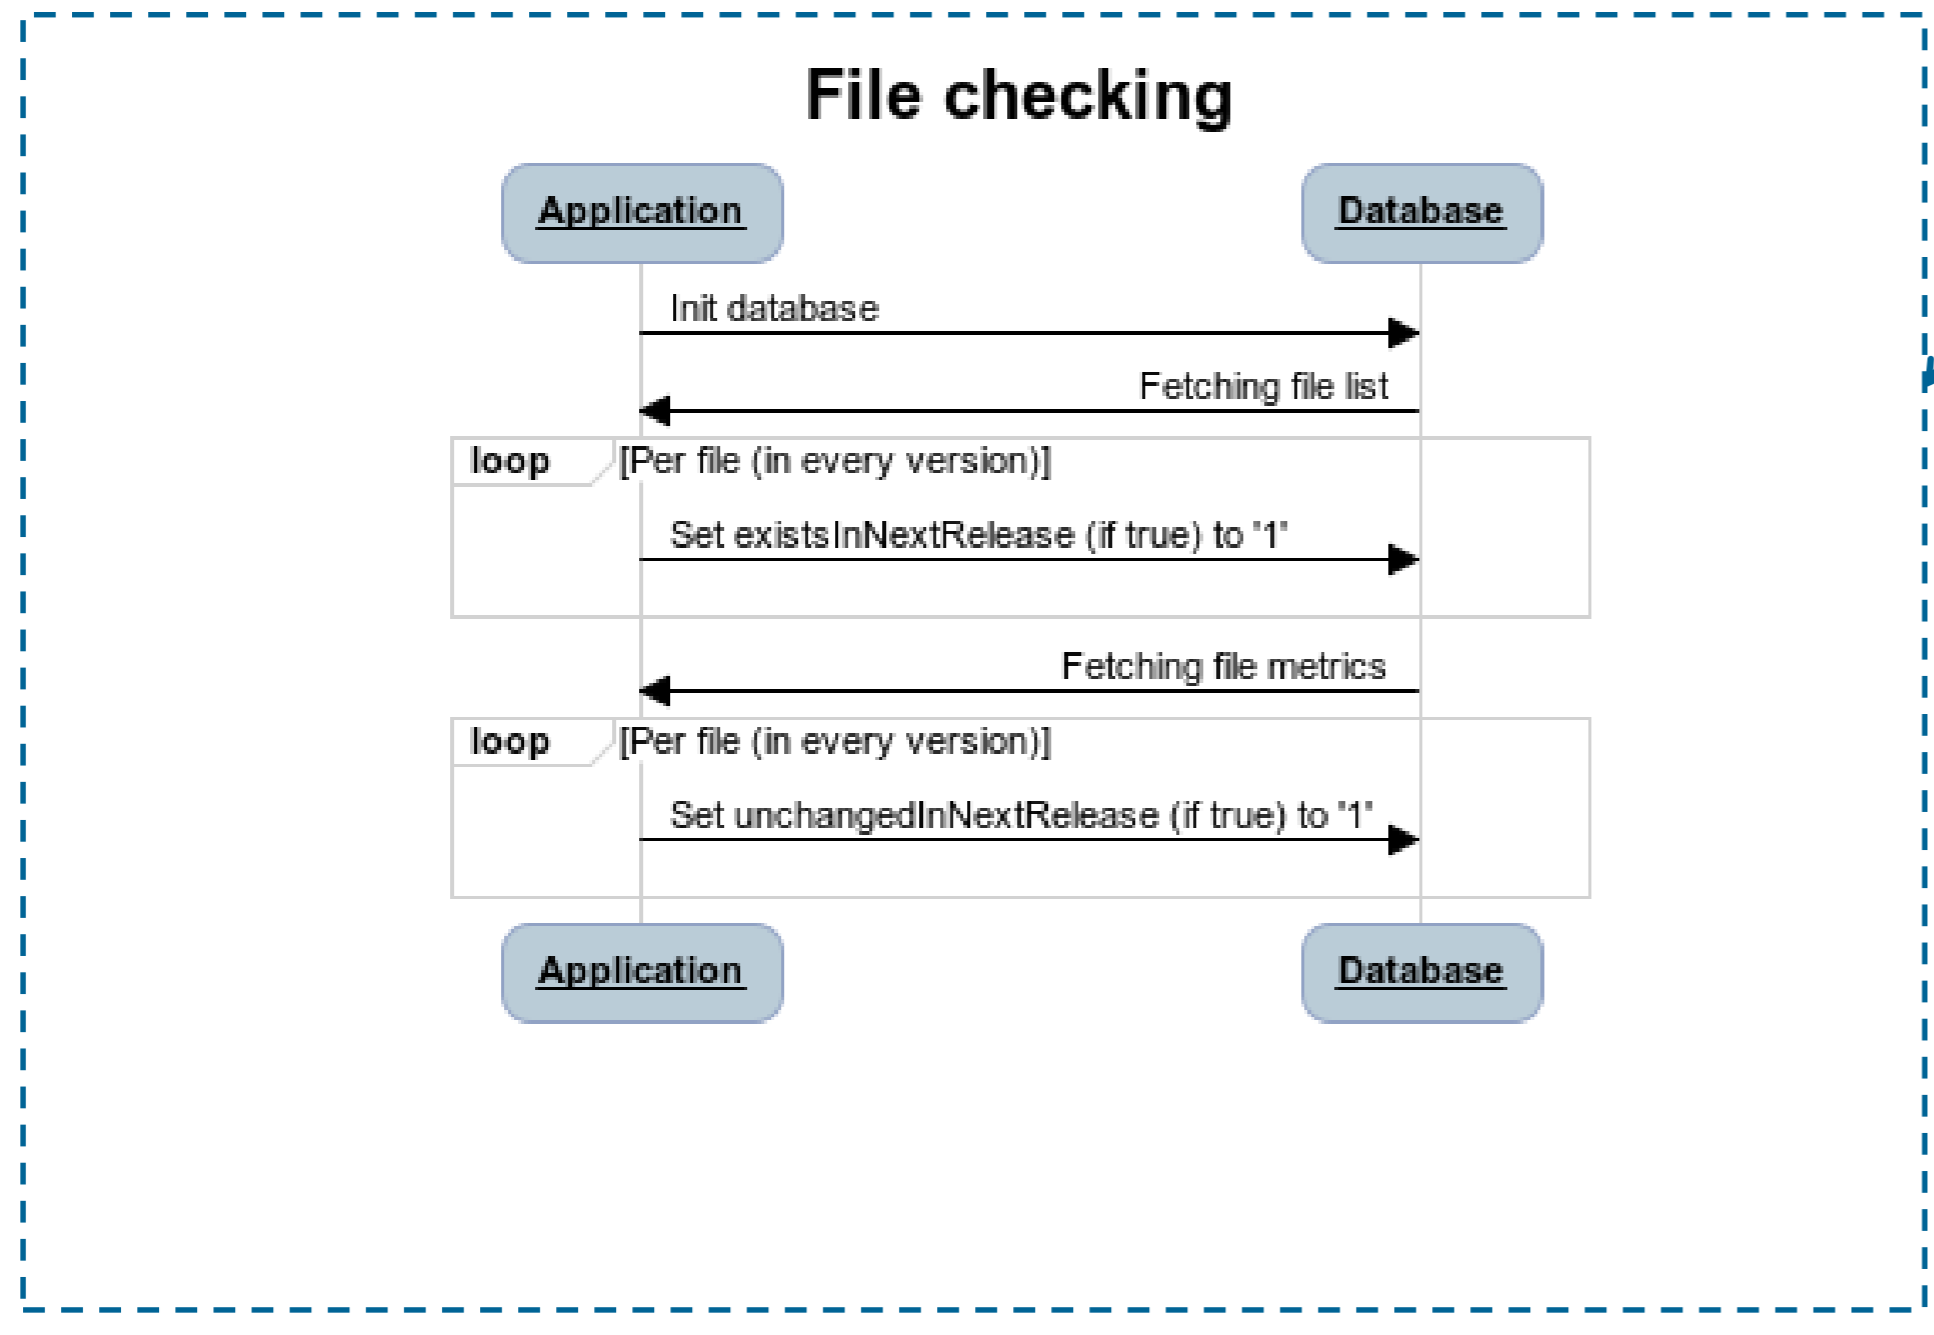 File checking
Application
Database
Init database
Fetching file list
loop [Per file (in every version)]
Set existsInNextRelease (if true) to '1'
Fetching file metrics
loop [Per file (in every version)]
Set unchangedInNextRelease (if true) to '1'
Application
Database